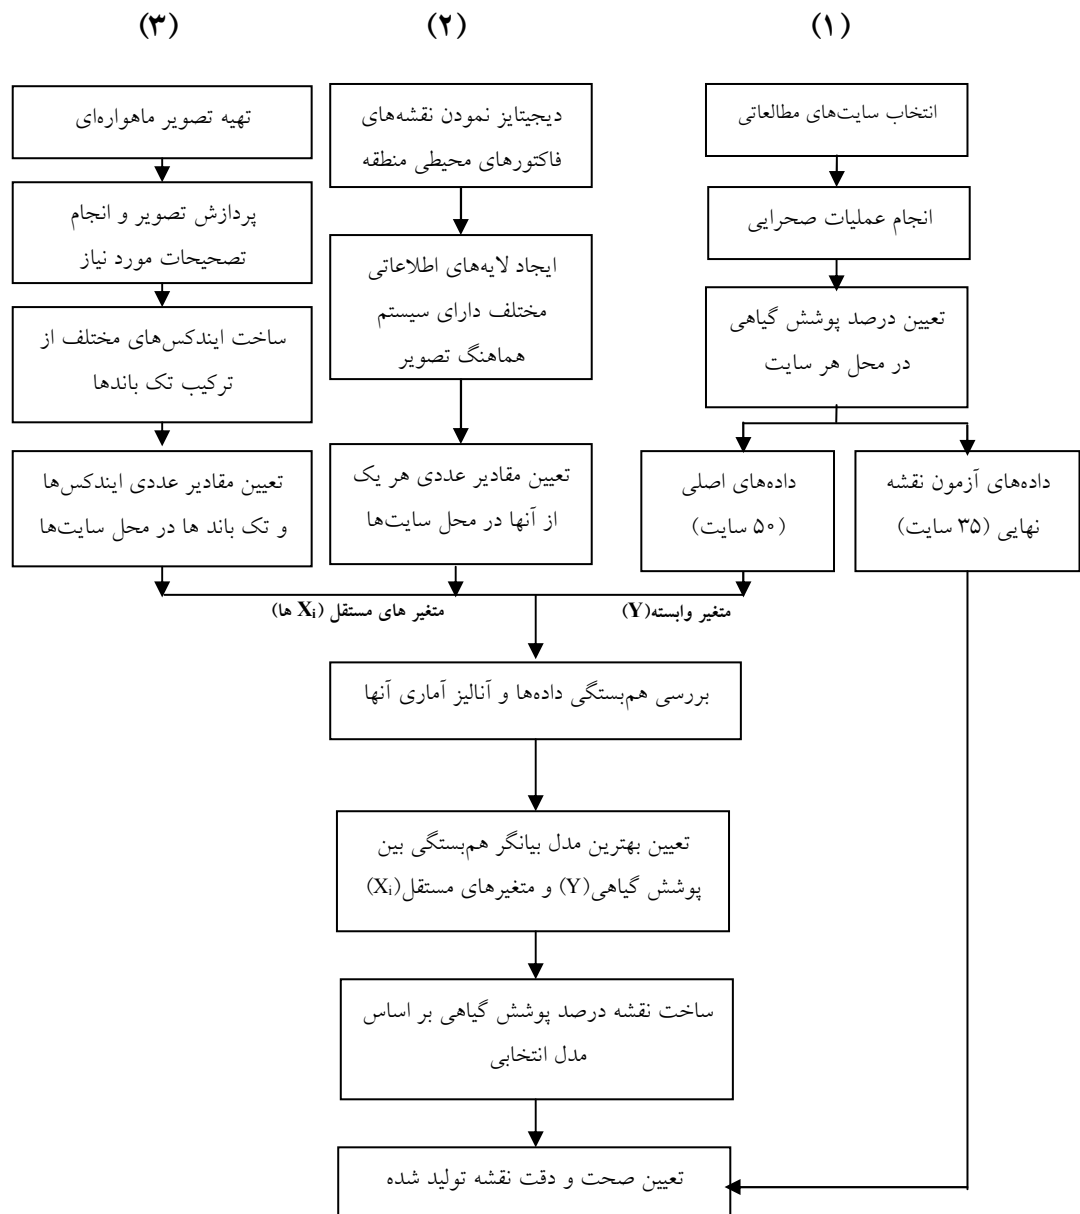 (۱)
(۲)
(۳)
انتخاب سایت‌های مطالعاتی
انجام عملیات صحرایی
تعیین درصد پوشش گیاهی
در محل هر سایت
داده‌های آزمون نقشه
نهایی (۳۵ سایت)
داده‌های اصلی
(۵۰ سایت)
دیجیتایز نمودن نقشه‌های
فاکتورهای محیطی منطقه
ایجاد لایه‌های اطلاعاتی
مختلف دارای سیستم
هماهنگ تصویر
تعیین مقادیر عددی هر یک
از آنها در محل سایت‌ها
تهیه تصویر ماهواره‌ای
پردازش تصویر و انجام
تصحیحات مورد نیاز
ساخت ایندکس‌های مختلف از
ترکیب تک باندها
تعیین مقادیر عددی ایندکس‌ها
و تک باند ها در محل سایت‌ها
متغیر وابسته(Y)
متغیر های مستقل (Xi ها)
بررسی هم‌بستگی داده‌ها و آنالیز آماری آنها
تعیین بهترین مدل بیانگر هم‌بستگی بین
پوشش گیاهی(Y) و متغیرهای مستقل(Xi)
ساخت نقشه درصد پوشش گیاهی بر اساس
مدل انتخابی
تعیین صحت و دقت نقشه تولید شده